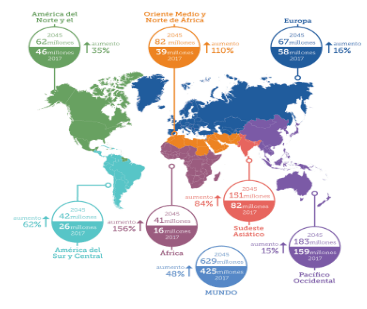 América del
Norte y el
2045
62 millones
46 millones
2017
aumento
35%
Oriente Medio y
Norte de África
2045
82 millones
39 millones
2017
aumento
110%
Europa
2045
67 millones
58 millones
2017
aumento
16%
2045
42 millones
26 millones
2017
aumento
62%
América del
Sur y Central
2045
41 millones
16 millones
2017
aumento
156%
África
2045
151 millones
82 millones
2017
aumento
84%
Sudeste
Asiático
2045
183 millones
159 millones
2017
aumento
15%
Pacífico
Occidental
2045
629 millones
425 millones
2017
aumento
48%
MUNDO